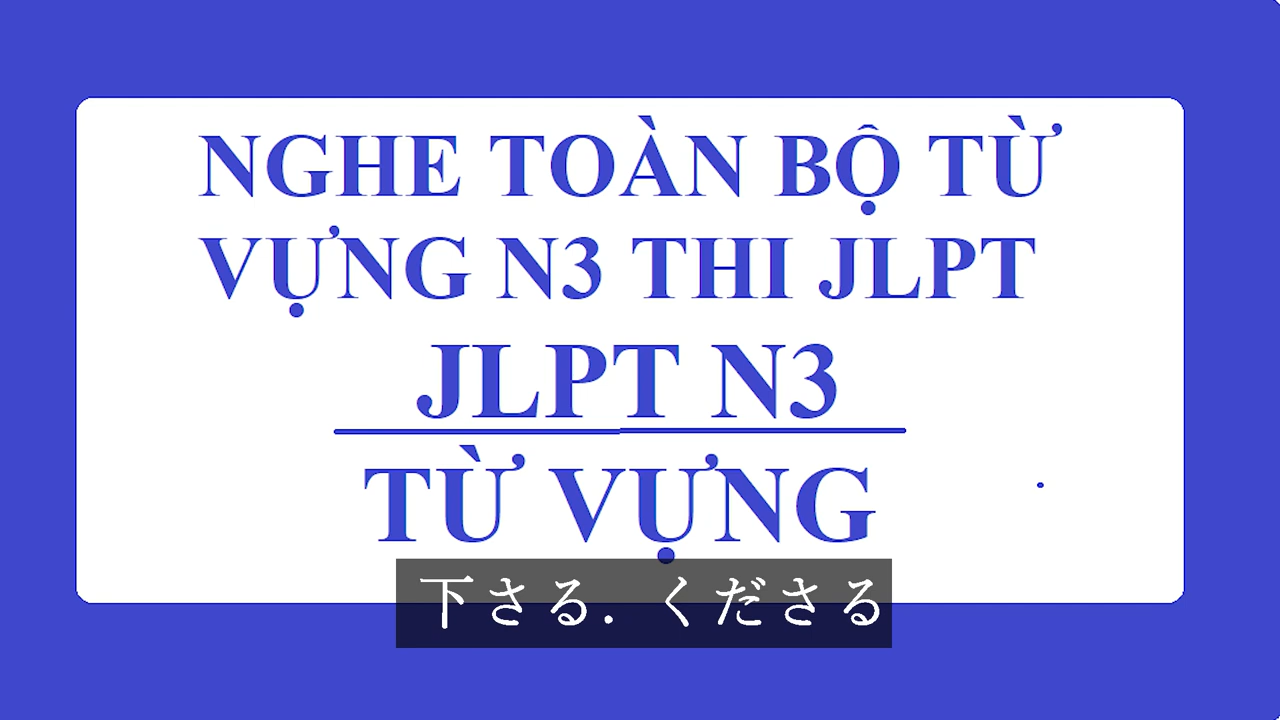 NGHE TOÀN BỘ TỪ
VỰNG N3 THI JLPT
JLPT N3
TỪ VỰNG
下さる. くださる